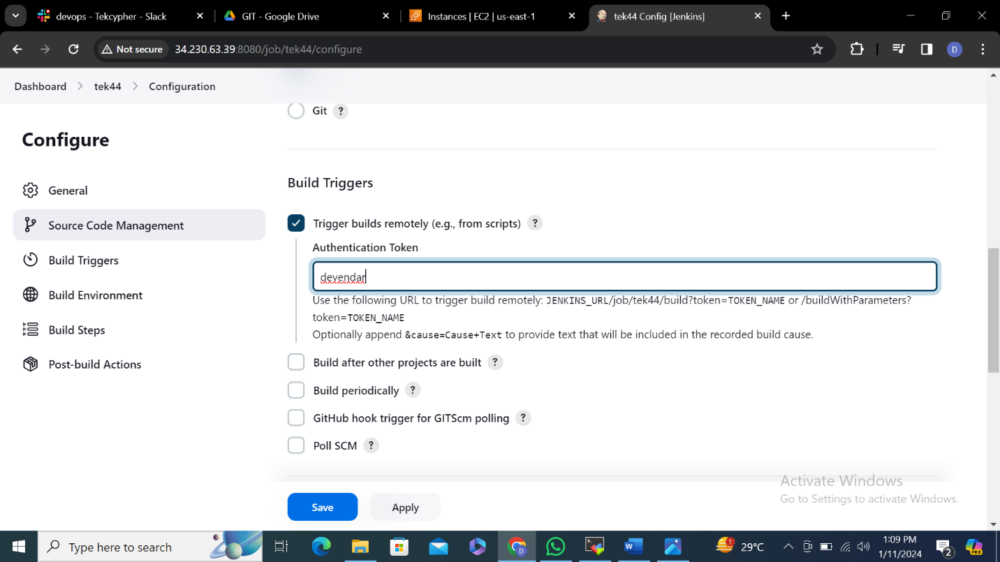 devops - Tekcypher - Slack
GIT - Google Drive
Instances | EC2 | us-east-1
tek44 Config [Jenkins]
Not secure
34.230.63.39:8080/job/tek44/configure
D
Dashboard > tek44 > Configuration
Configure
General
Source Code Management
Build Triggers
Build Environment
Build Steps
Post-build Actions
Git ?
Build Triggers
Trigger builds remotely (e.g., from scripts) ?
Authentication Token
devendar
Use the following URL to trigger build remotely: JENKINS_URL/job/tek44/build?token=TOKEN_NAME or /buildWithParameters?
token=TOKEN_NAME
Optionally append &cause=Cause+Text to provide text that will be included in the recorded build cause.
Build after other projects are built ?
Build periodically ?
GitHub hook trigger for GITScm polling ?
Poll SCM ?
Save
Apply
Activate Windows
Go to Settings to activate Windows.
Type here to search
D
W
1
29°C
1:09 PM
1/11/2024
2
PRE